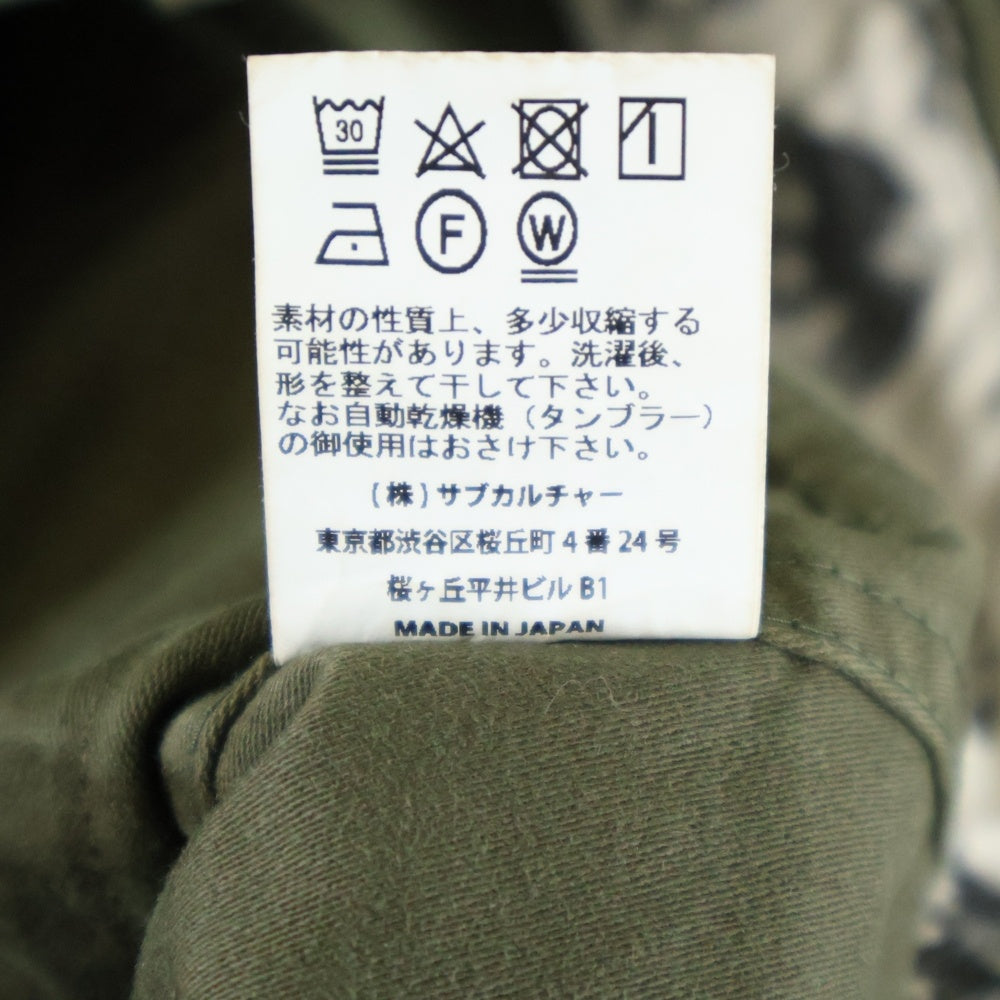 30
F W
素材の性質上、多少収縮する
可能性があります。洗濯後、
形を整えて干して下さい。
なお自動乾燥機（タンブラー）
の御使用はおさけ下さい。
(株)サブカルチャー
東京都渋谷区桜丘町4番24号
桜ヶ丘平井ビルB1
MADE IN JAPAN